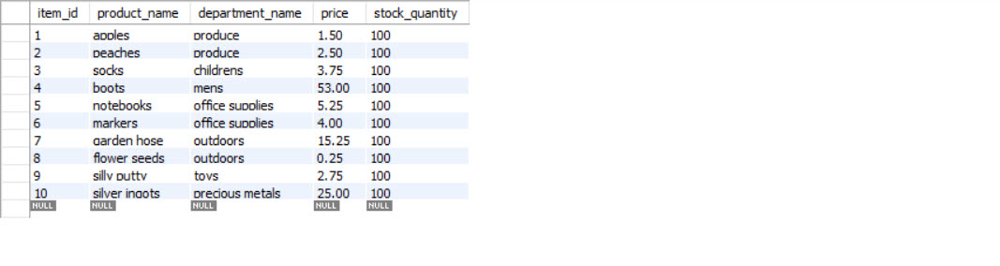 item_id product_name department_name price stock_quantity
1 apples produce 1.50 100
2 peaches produce 2.50 100
3 socks childrens 3.75 100
4 boots mens 53.00 100
5 notebooks office supplies 5.25 100
6 markers office supplies 4.00 100
7 garden hose outdoors 15.25 100
8 flower seeds outdoors 0.25 100
9 silly putty toys 2.75 100
10 silver ingots precious metals 25.00 100
NULL NULL NULL NULL NULL